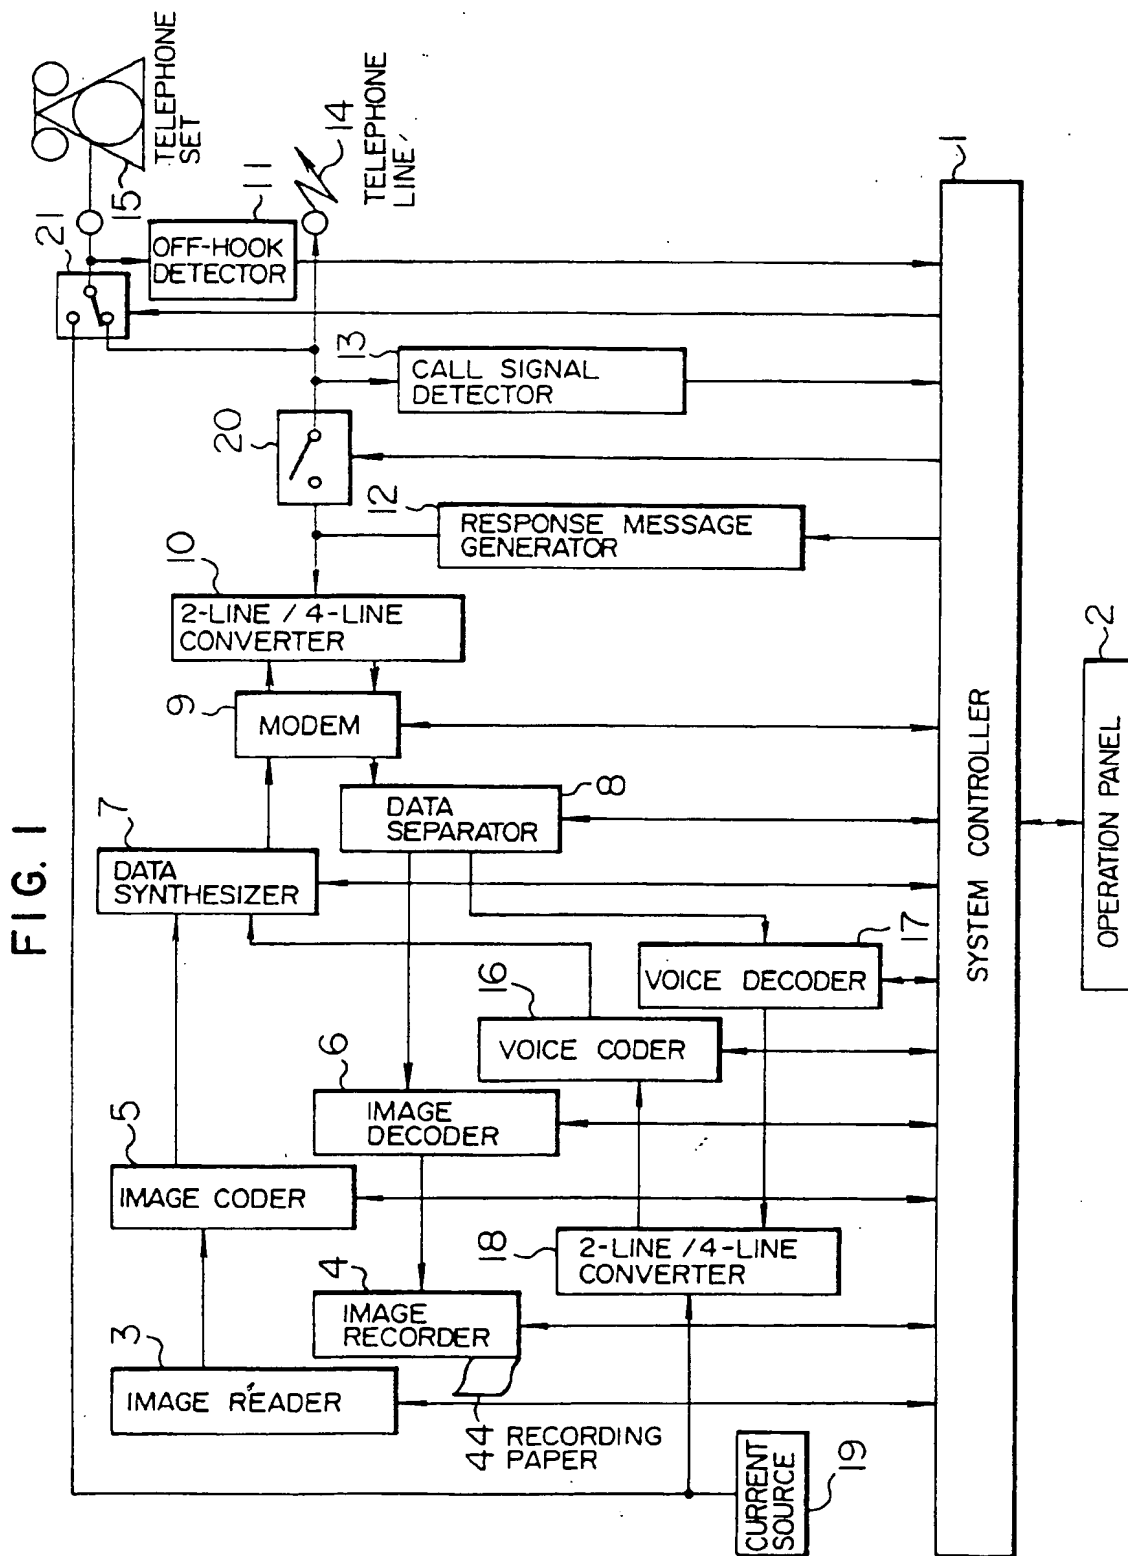 FIG. 1
TELEPHONE
SET
15
21
OFF-HOOK
DETECTOR
11
14
TELEPHONE
LINE
13
CALL SIGNAL
DETECTOR
20
12
RESPONSE MESSAGE
GENERATOR
10
2-LINE / 4-LINE
CONVERTER
9
MODEM
8
DATA
SEPARATOR
7
DATA
SYNTHESIZER
17
VOICE DECODER
16
VOICE CODER
6
IMAGE
DECODER
5
IMAGE CODER
18
2-LINE / 4-LINE
CONVERTER
4
IMAGE
RECORDER
3
IMAGE READER
44 RECORDING
PAPER
CURRENT
SOURCE
19
1
SYSTEM CONTROLLER
2
OPERATION PANEL